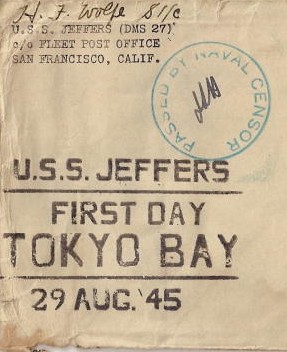 H. F. Wolfe S1/c
U.S.S. JEFFERS (DMS 27)
c/o FLEET POST OFFICE
SAN FRANCISCO, CALIF.
PASSED BY NAVAL CENSOR
U.S.S. JEFFERS
FIRST DAY
TOKYO BAY
29 AUG. '45